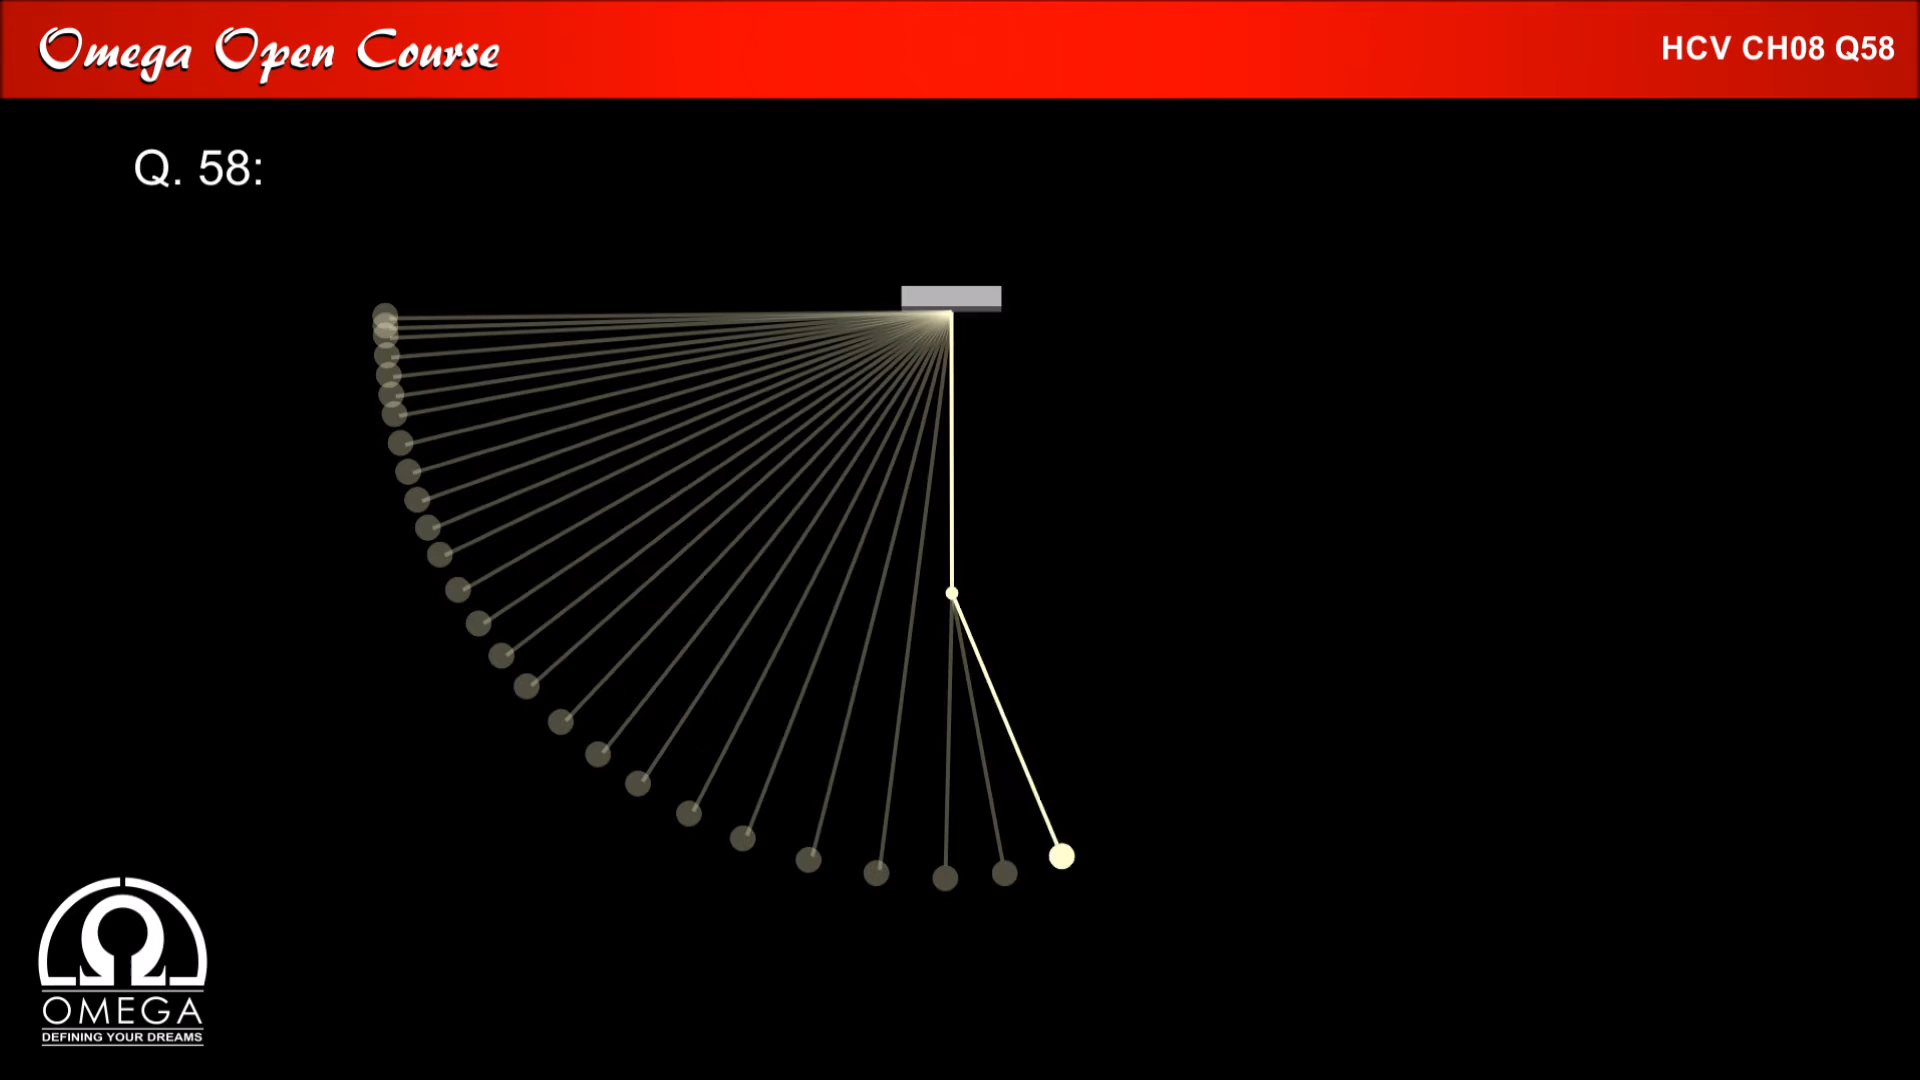 Omega Open Course
HCV CH08 Q58
Q. 58:
OMEGA
DEFINING YOUR DREAMS